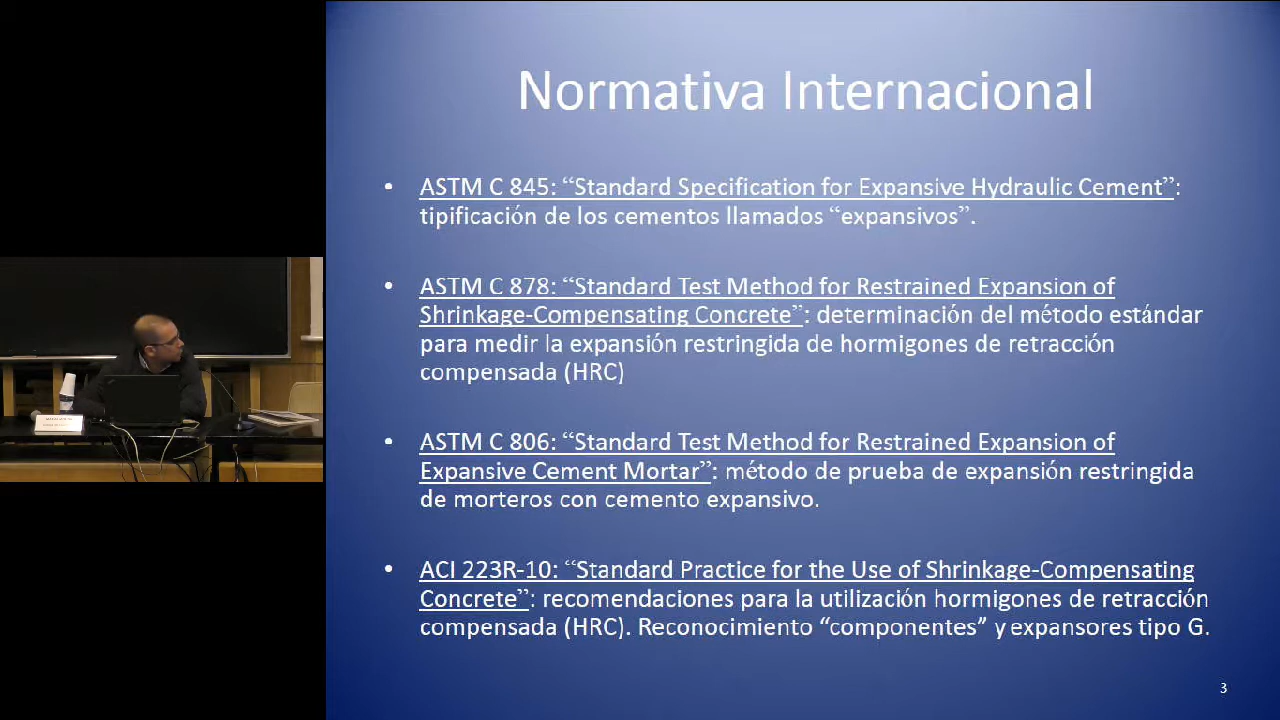 Normativa Internacional
• ASTM C 845: “Standard Specification for Expansive Hydraulic Cement”:
tipificación de los cementos llamados “expansivos”.
• ASTM C 878: “Standard Test Method for Restrained Expansion of
Shrinkage-Compensating Concrete”: determinación del método estándar
para medir la expansión restringida de hormigones de retracción
compensada (HRC)
• ASTM C 806: “Standard Test Method for Restrained Expansion of
Expansive Cement Mortar”: método de prueba de expansión restringida
de morteros con cemento expansivo.
• ACI 223R-10: “Standard Practice for the Use of Shrinkage-Compensating
Concrete”: recomendaciones para la utilización hormigones de retracción
compensada (HRC). Reconocimiento “componentes” y expansores tipo G.
3